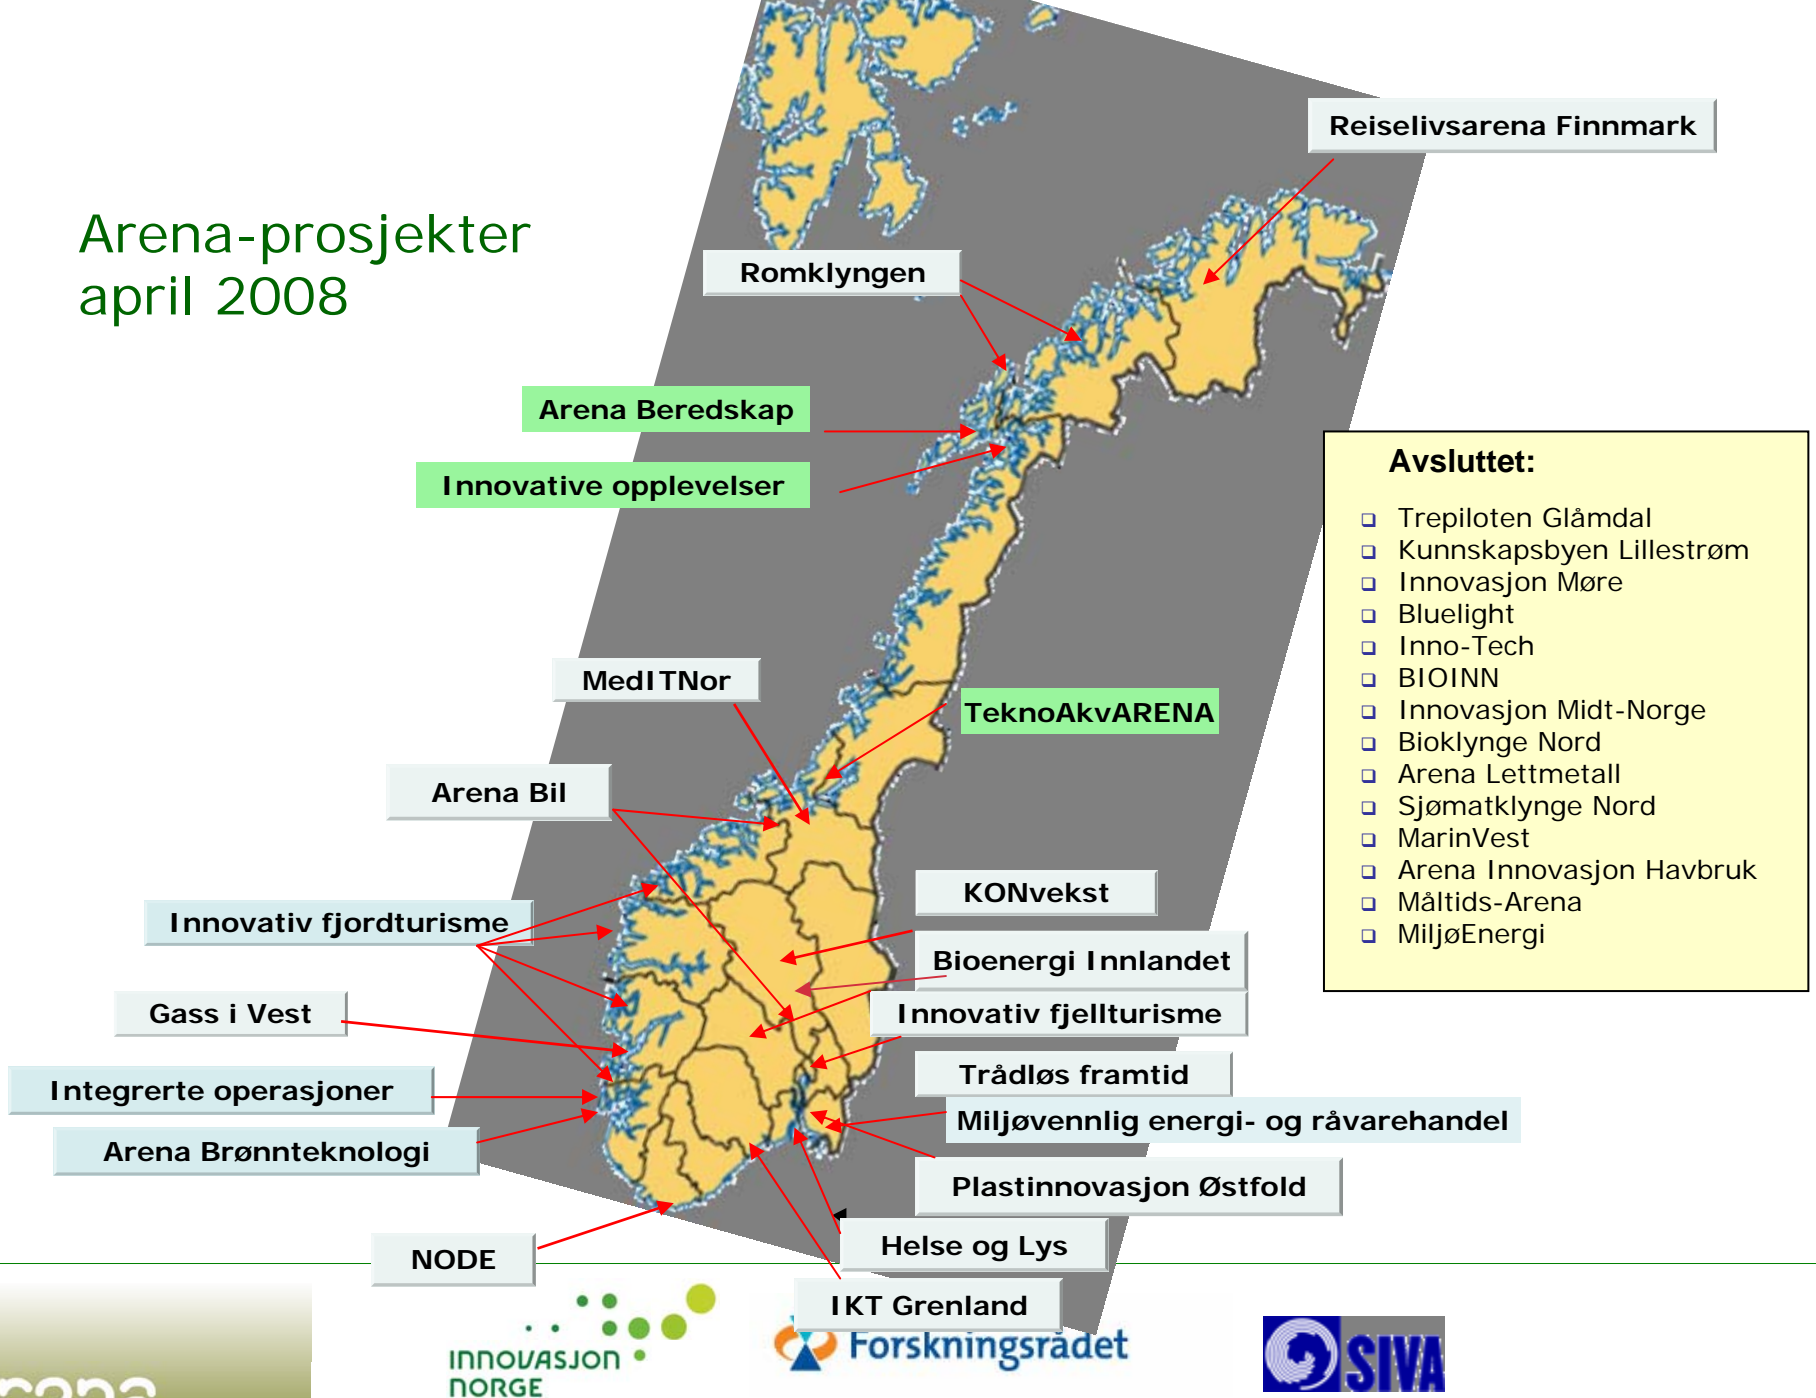 Arena-prosjekter
april 2008
Reiselivsarena Finnmark
Romklyngen
Arena Beredskap
Innovative opplevelser
MedITNor
TeknoAkvARENA
Arena Bil
KONvekst
Innovativ fjordturisme
Bioenergi Innlandet
Gass i Vest
Innovativ fjellturisme
Integrerte operasjoner
Trådløs framtid
Miljøvennlig energi- og råvarehandel
Arena Brønnteknologi
Plastinnovasjon Østfold
NODE
Helse og Lys
IKT Grenland
Avsluttet:
Trepiloten Glåmdal
Kunnskapsbyen Lillestrøm
Innovasjon Møre
Bluelight
Inno-Tech
BIOINN
Innovasjon Midt-Norge
Bioklynge Nord
Arena Lettmetall
Sjømatklynge Nord
MarinVest
Arena Innovasjon Havbruk
Måltids-Arena
MiljøEnergi
INNOVASJON
NORGE
Forskningsrådet
SIVA